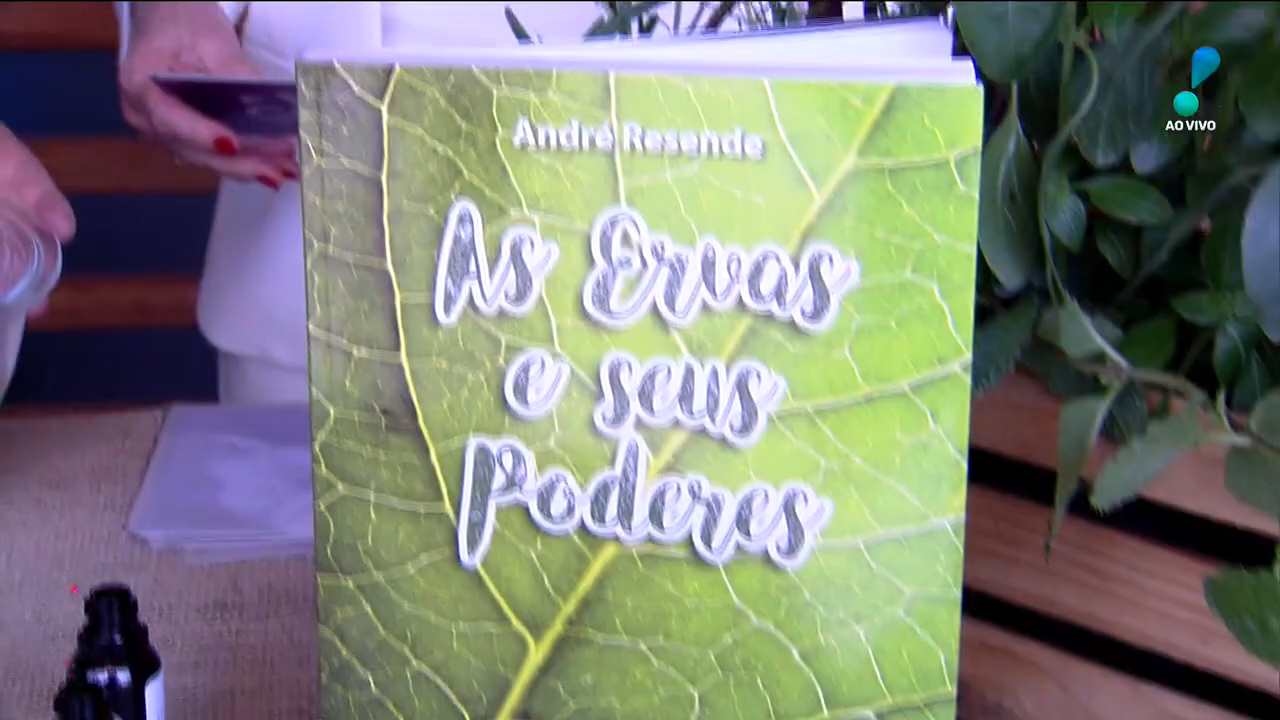 André Resende
As Ervas
e seus
Poderes
AO VIVO